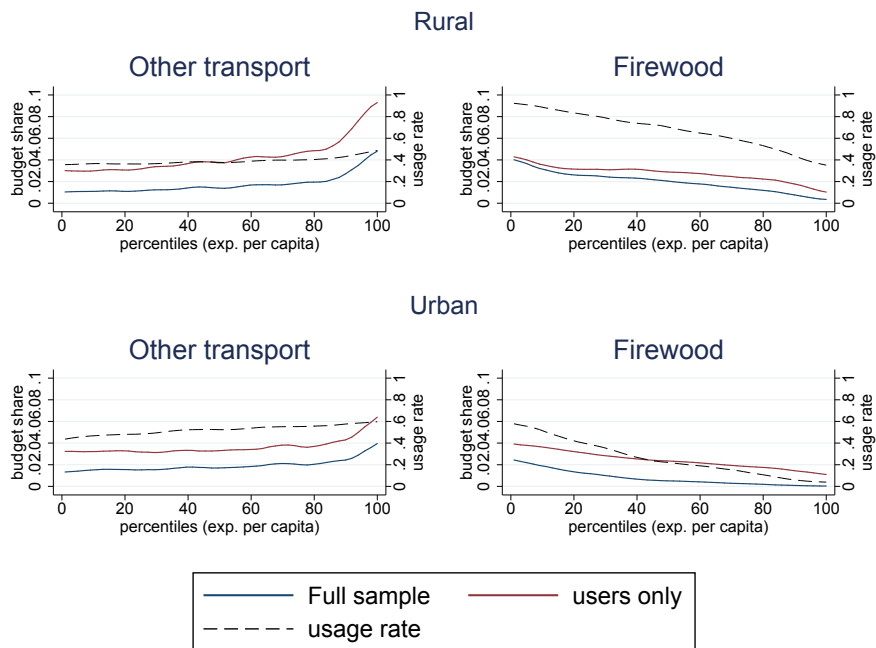 Rural
Other transport
Firewood
budget share
0 .02 .04 .06 .08 .1
0 .2 .4 .6 .8 1
usage rate
0 20 40 60 80 100
percentiles (exp. per capita)
budget share
0 .02 .04 .06 .08 .1
0 .2 .4 .6 .8 1
usage rate
0 20 40 60 80 100
percentiles (exp. per capita)
Urban
Other transport
Firewood
budget share
0 .02 .04 .06 .08 .1
0 .2 .4 .6 .8 1
usage rate
0 20 40 60 80 100
percentiles (exp. per capita)
budget share
0 .02 .04 .06 .08 .1
0 .2 .4 .6 .8 1
usage rate
0 20 40 60 80 100
percentiles (exp. per capita)
Full sample
users only
usage rate